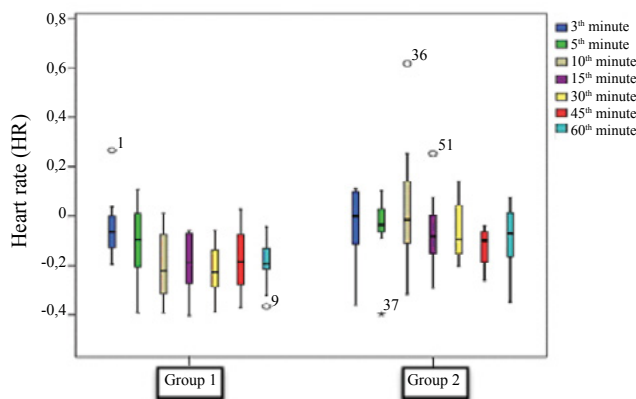 0,8
0,6
0,4
0,2
0
-0,2
-0,4
Heart rate (HR)
1
9
36
51
37
Group 1
Group 2
3th minute
5th minute
10th minute
15th minute
30th minute
45th minute
60th minute